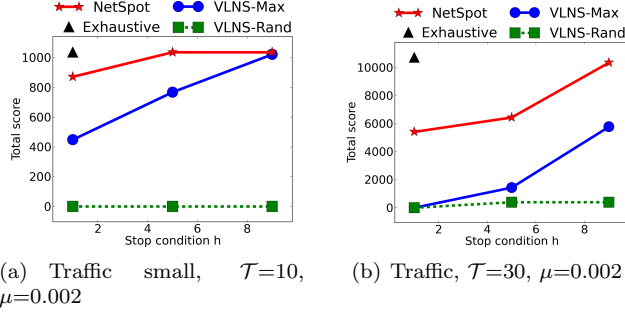 NetSpot VLNS-Max
Exhaustive VLNS-Rand
1000
800
600
400
200
0
Total score
2 4 6 8
Stop condition h
(a) Traffic small, 𝒯=10,
μ=0.002
NetSpot VLNS-Max
Exhaustive VLNS-Rand
10000
8000
6000
4000
2000
0
Total score
2 4 6 8
Stop condition h
(b) Traffic, 𝒯=30, μ=0.002